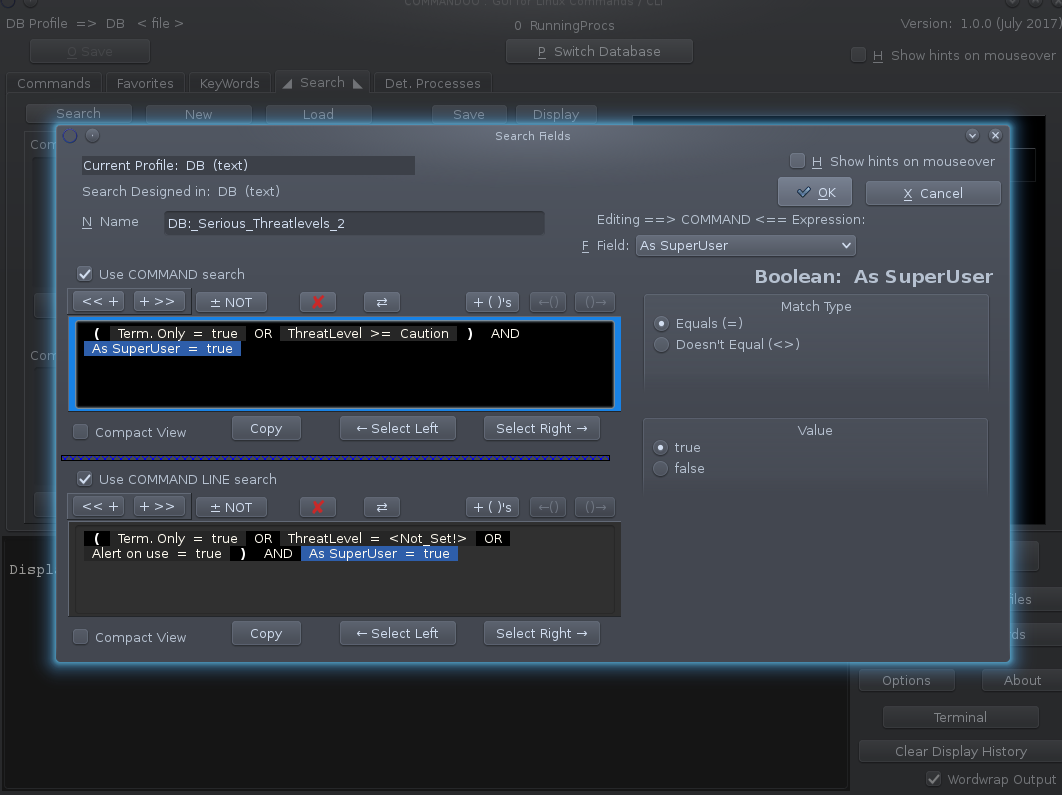 COMMANDOO : GUI for Linux Commands / CLI
DB Profile => DB < file >
0 RunningProcs
Version: 1.0.0 (July 2017)
O Save
P Switch Database
H Show hints on mouseover
Commands Favorites KeyWords Search Det. Processes
Search New Load Save Display
Search Fields
Current Profile: DB (text)
H Show hints on mouseover
Search Designed in: DB (text)
OK X Cancel
N Name DB:_Serious_Threatlevels_2
Editing ==> COMMAND <== Expression:
F Field: As SuperUser
Use COMMAND search
Boolean: As SuperUser
<< + + >> ± NOT ✘ ⇄ + ( )'s ←() ()→
Match Type
Equals (=)
Doesn't Equal (<>)
( Term. Only = true OR ThreatLevel >= Caution ) AND
As SuperUser = true
Compact View Copy ← Select Left Select Right →
Value
true
false
Use COMMAND LINE search
<< + + >> ± NOT ✘ ⇄ + ( )'s ←() ()→
( Term. Only = true OR ThreatLevel = <Not_Set!> OR
Alert on use = true ) AND As SuperUser = true
Displ
Compact View Copy ← Select Left Select Right →
Options About
Terminal
Clear Display History
Wordwrap Output